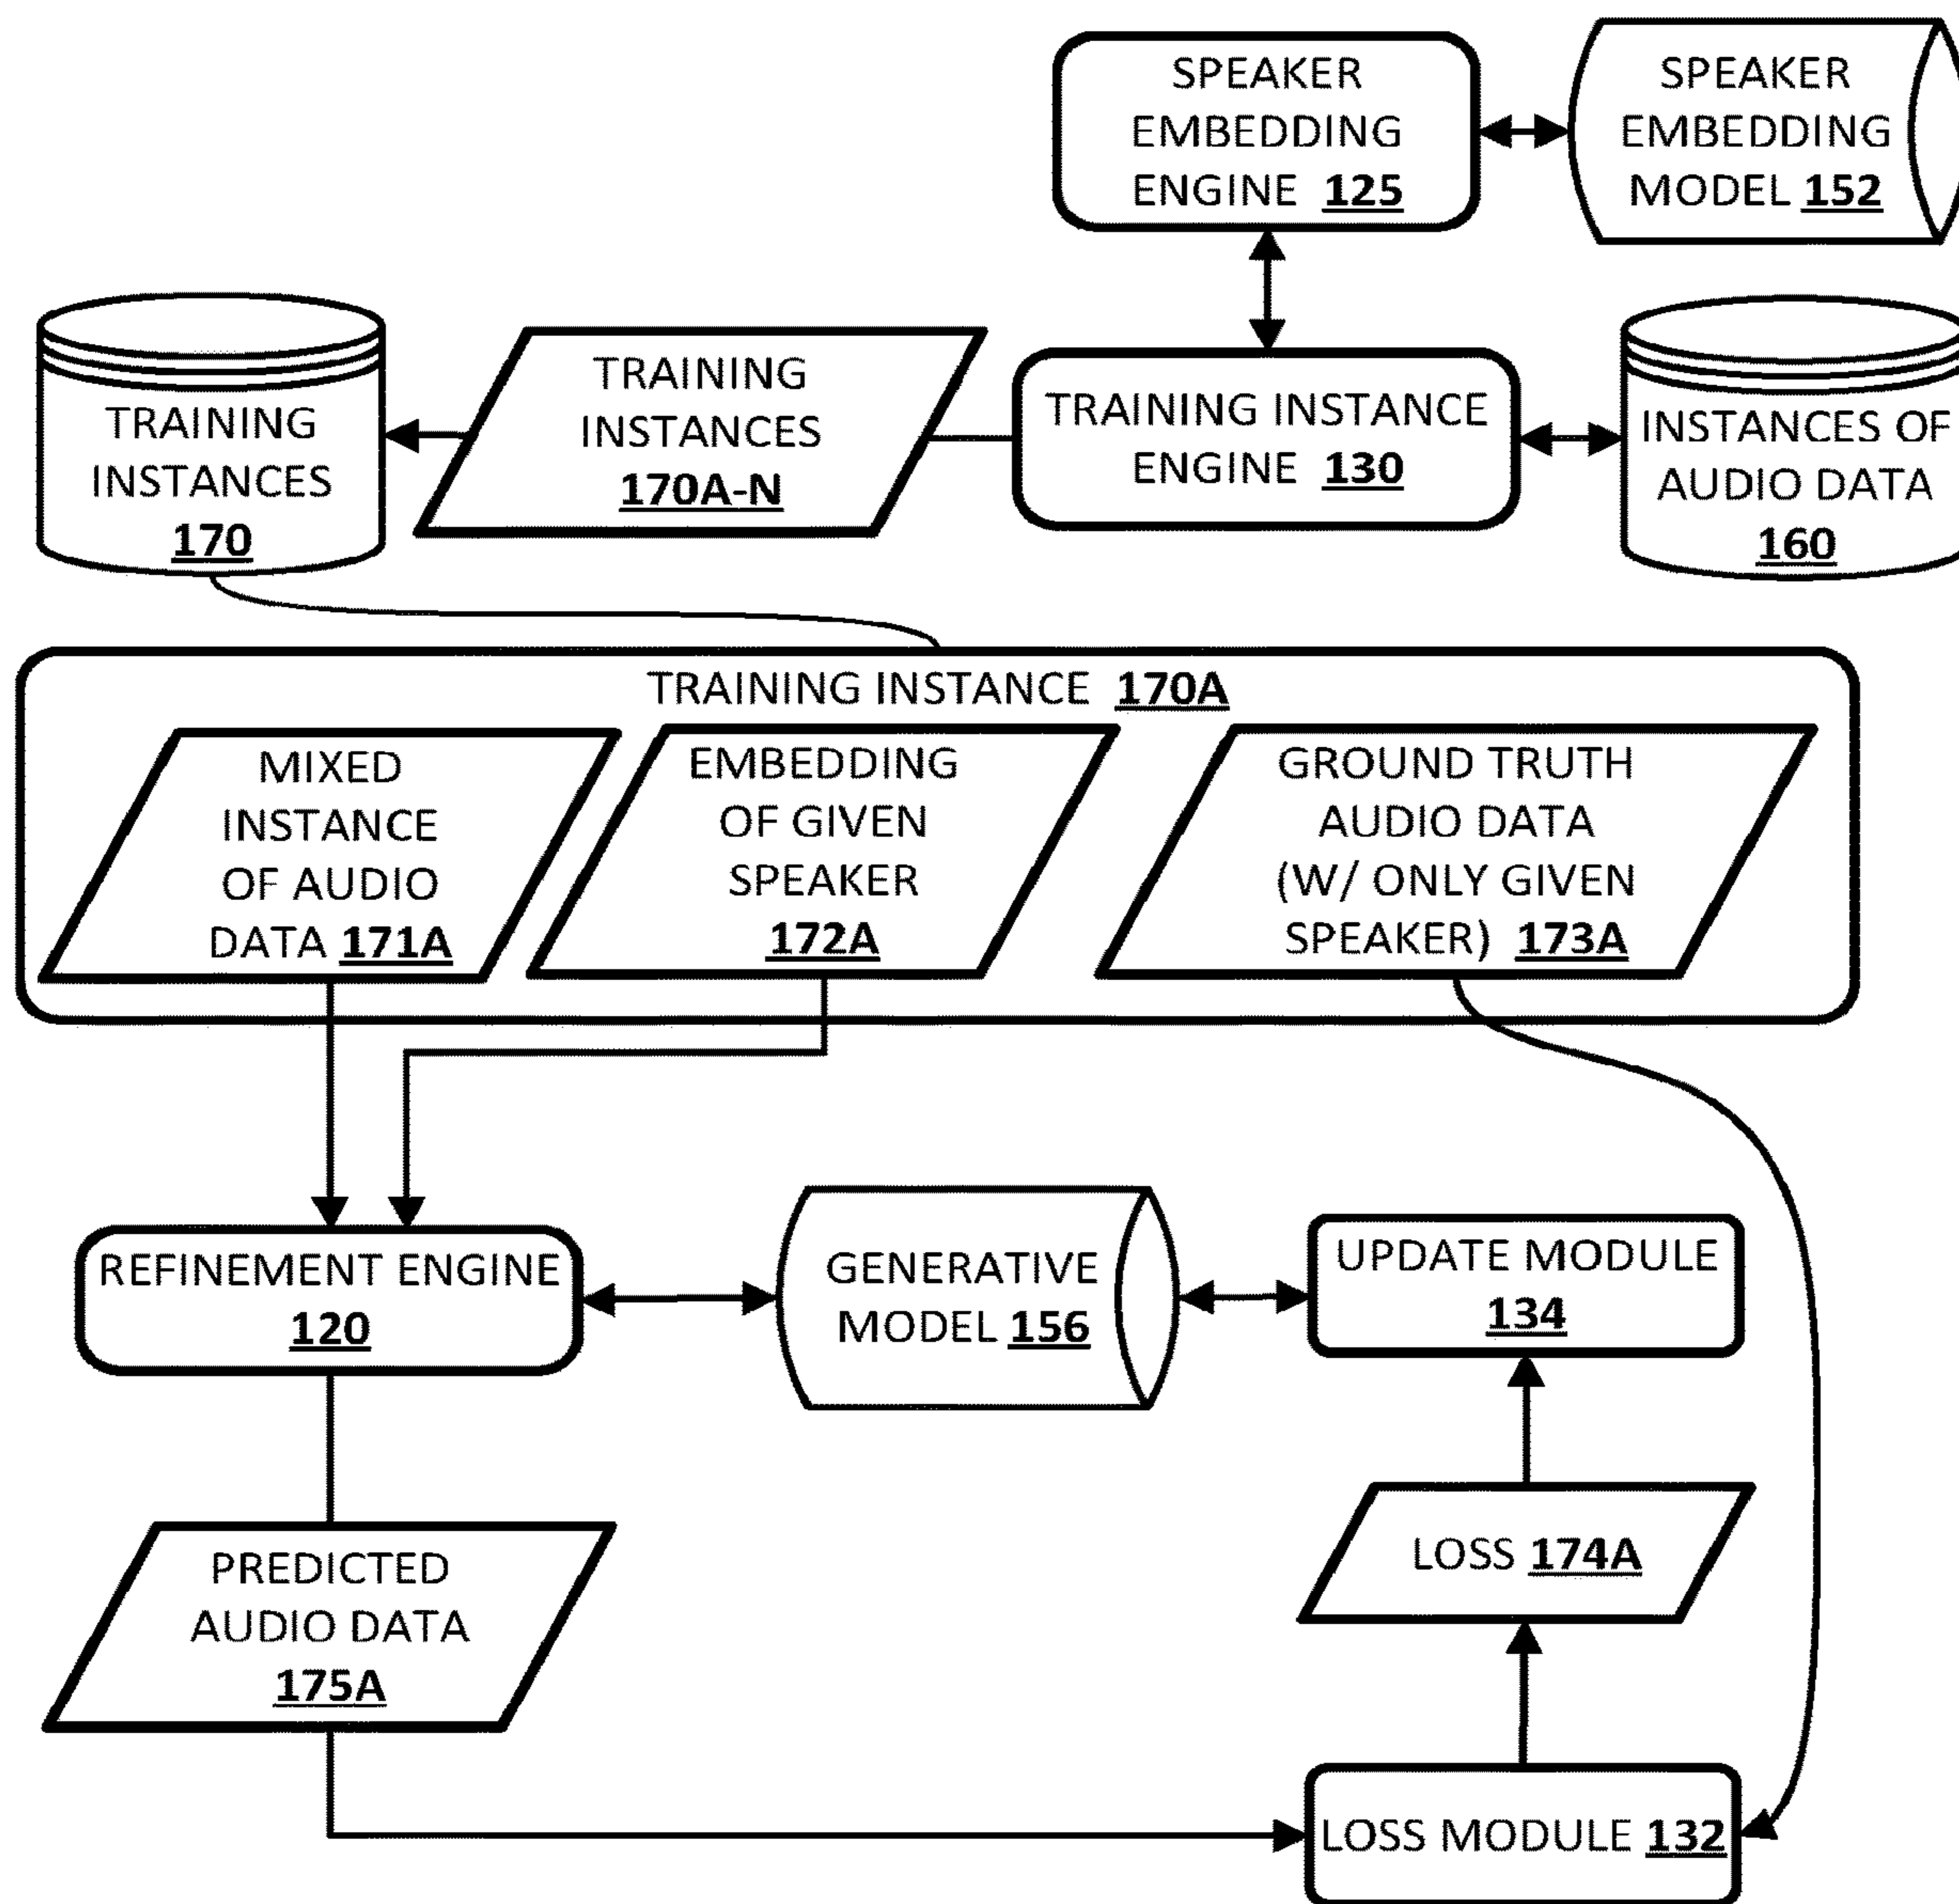 SPEAKER
EMBEDDING
ENGINE 125
SPEAKER
EMBEDDING
MODEL 152
TRAINING
INSTANCES
170
TRAINING
INSTANCES
170A-N
TRAINING INSTANCE
ENGINE 130
INSTANCES OF
AUDIO DATA
160
TRAINING INSTANCE 170A
MIXED
INSTANCE
OF AUDIO
DATA 171A
EMBEDDING
OF GIVEN
SPEAKER
172A
GROUND TRUTH
AUDIO DATA
(W/ ONLY GIVEN
SPEAKER) 173A
REFINEMENT ENGINE
120
GENERATIVE
MODEL 156
UPDATE MODULE
134
PREDICTED
AUDIO DATA
175A
LOSS 174A
LOSS MODULE 132